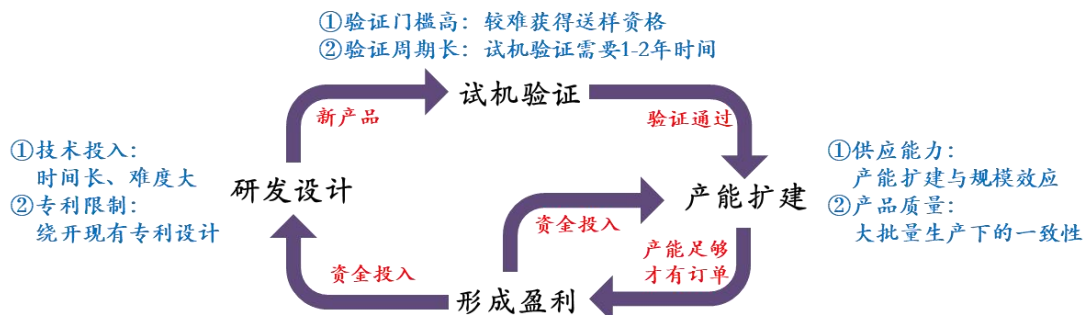 ①验证门槛高：较难获得送样资格
②验证周期长：试机验证需要1-2年时间
试机验证
新产品
验证通过
①技术投入：
时间长、难度大
②专利限制：
绕开现有专利设计
研发设计
产能扩建
①供应能力：
产能扩建与规模效应
②产品质量：
大批量生产下的一致性
资金投入
产能足够
才有订单
资金投入
形成盈利